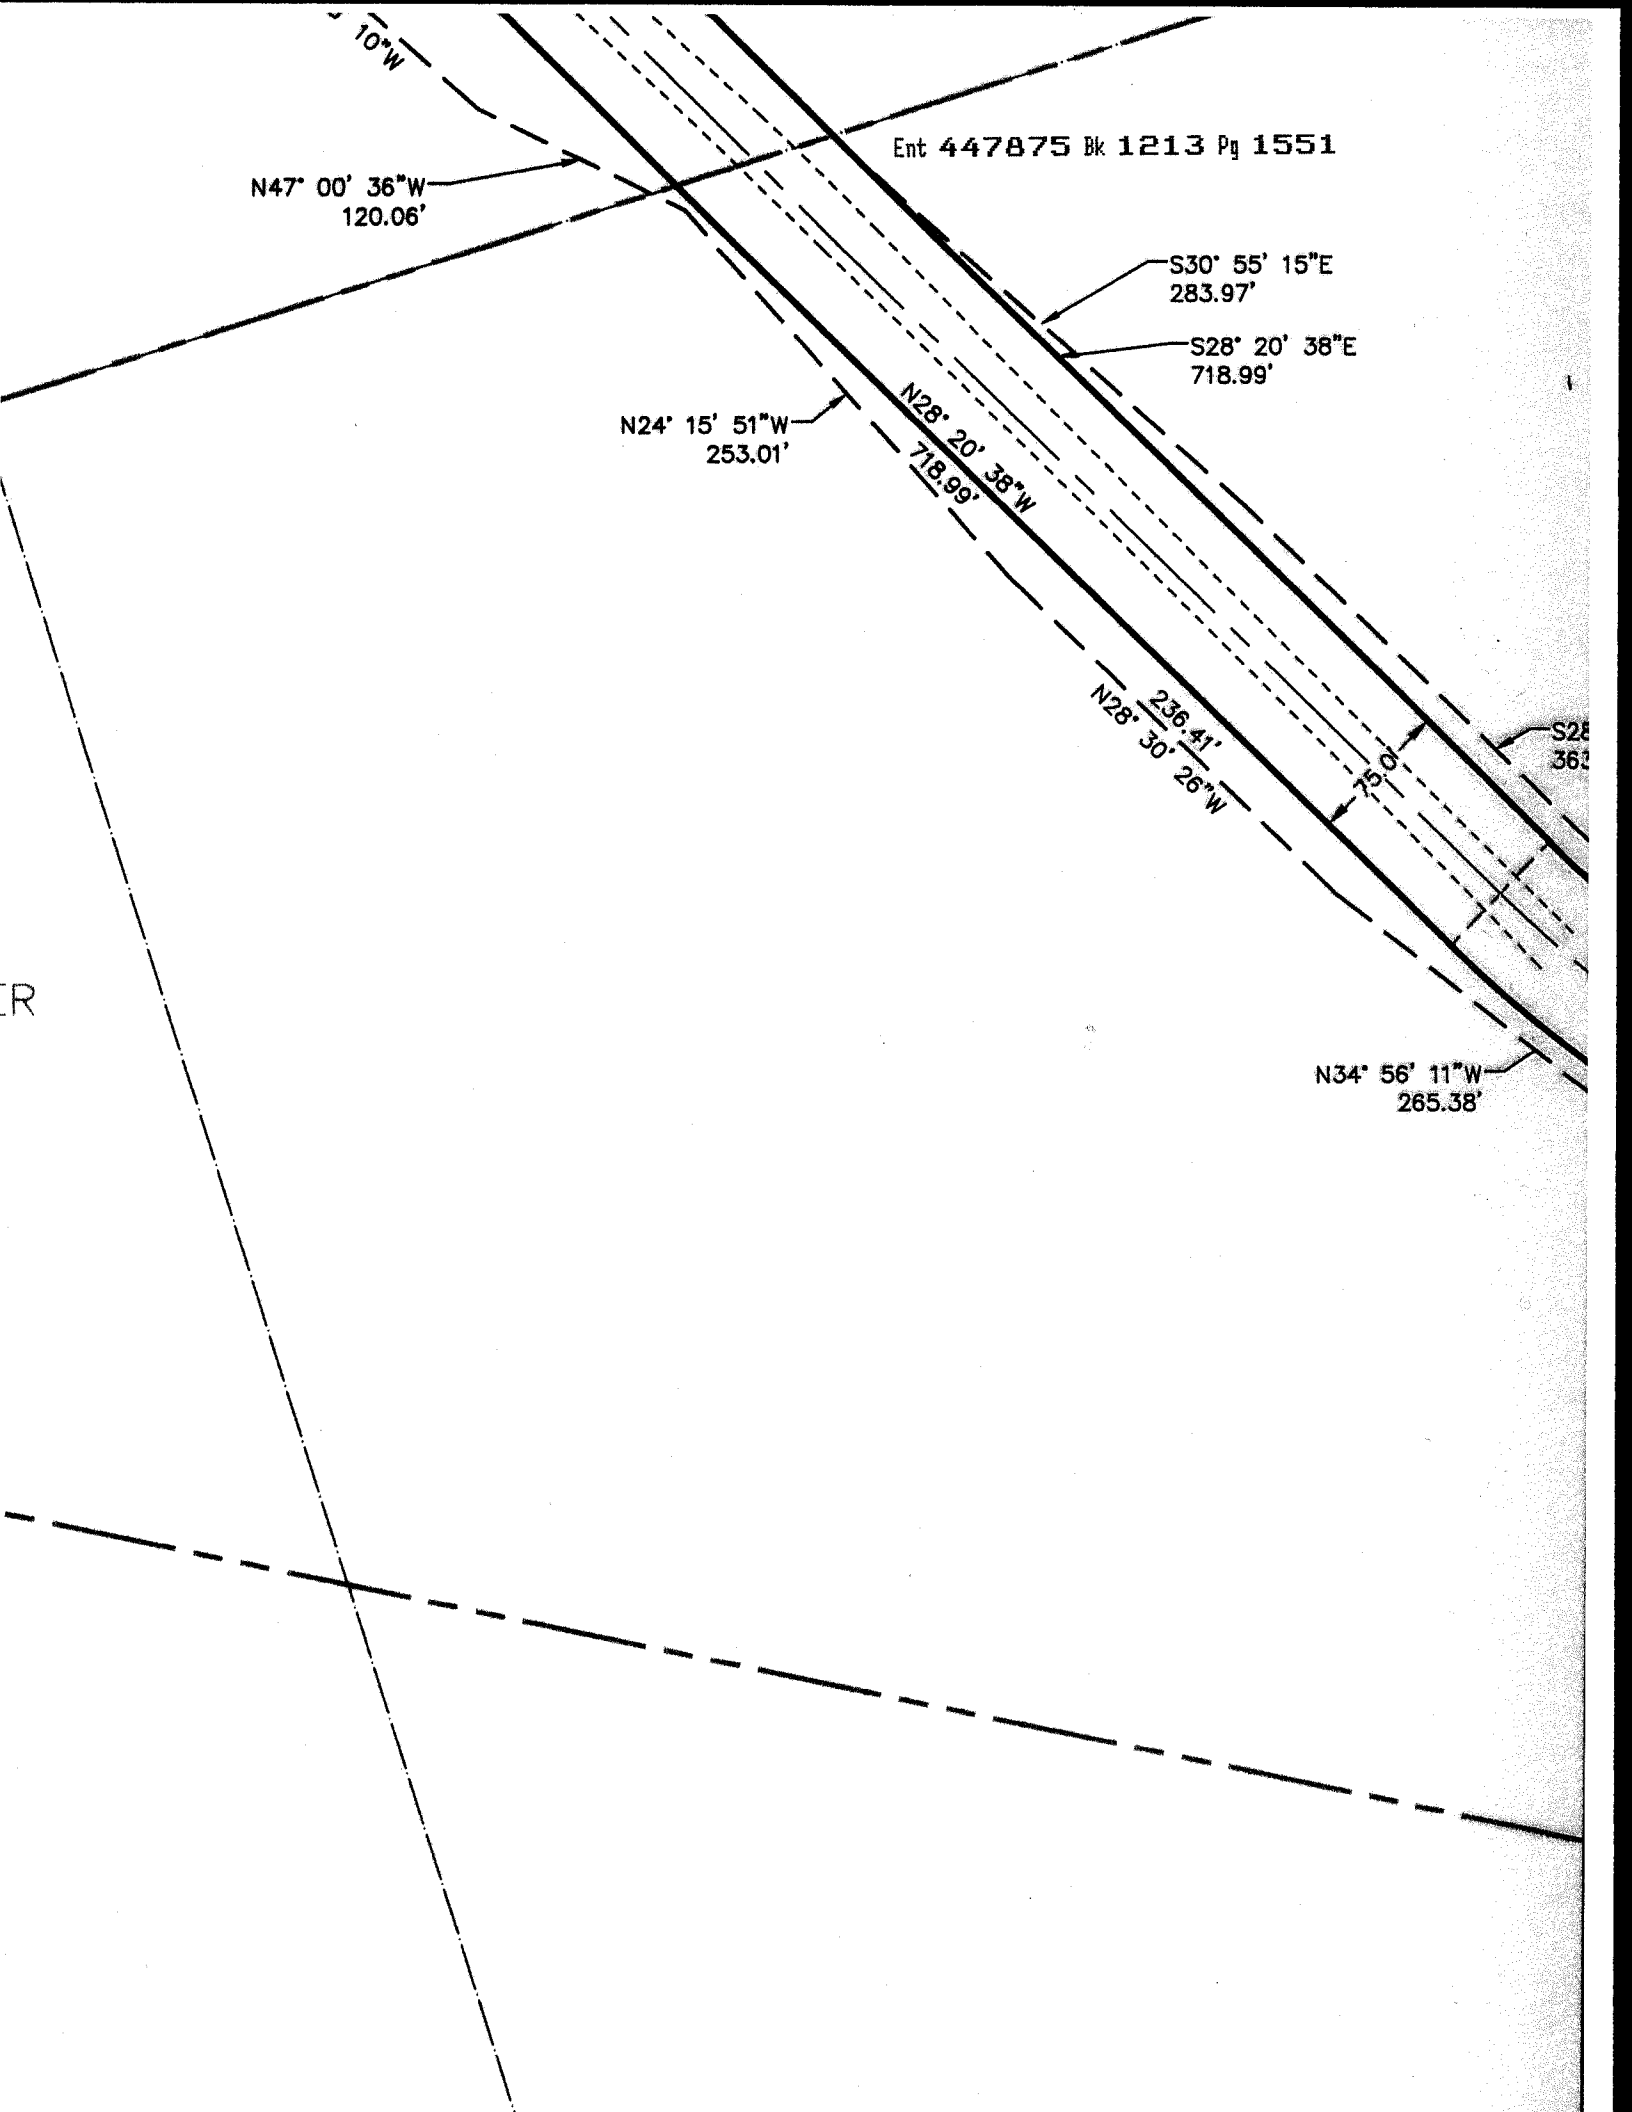 10"W
Ent 447875 Bk 1213 Pg 1551
N47° 00' 36"W
120.06'
S30° 55' 15"E
283.97'
S28° 20' 38"E
718.99'
N24° 15' 51"W
253.01'
N28° 20' 38"W
718.99'
236.41'
N28° 30' 26"W
75.0
S28
363
N34° 56' 11"W
265.38'